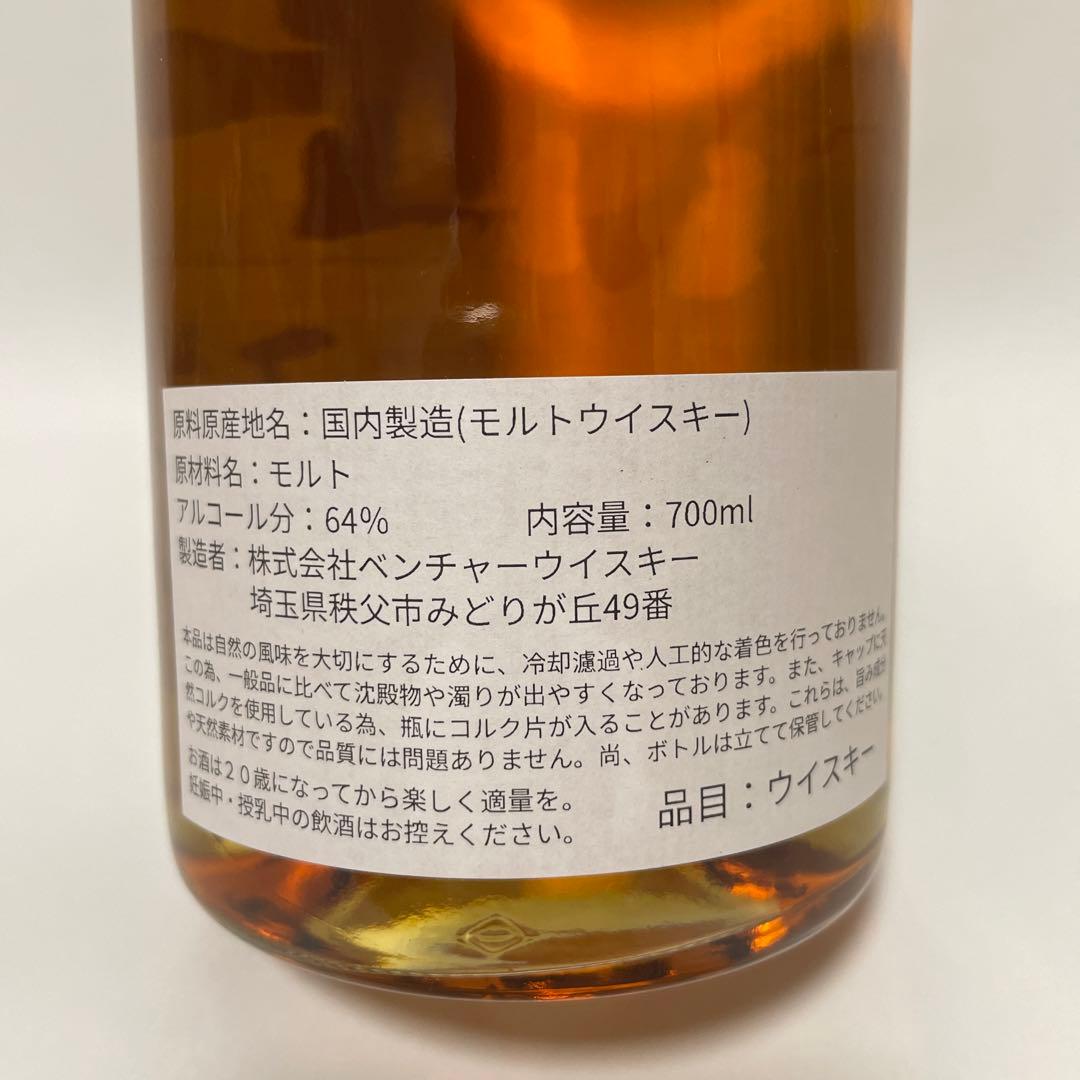 原料原産地名：国内製造(モルトウイスキー)
原材料名：モルト
アルコール分：64% 内容量：700ml
製造者：株式会社ベンチャーウイスキー
埼玉県秩父市みどりが丘49番
本品は自然の風味を大切にするために、冷却濾過や人工的な着色を行っておりません。
この為、一般品に比べて沈殿物や濁りが出やすくなっております。また、キャップに天
然コルクを使用している為、瓶にコルク片が入ることがあります。これらは、旨み成分
や天然素材ですので品質には問題ありません。尚、ボトルは立てて保管してください。
お酒は20歳になってから楽しく適量を。
妊娠中・授乳中の飲酒はお控えください。
品目：ウイスキー